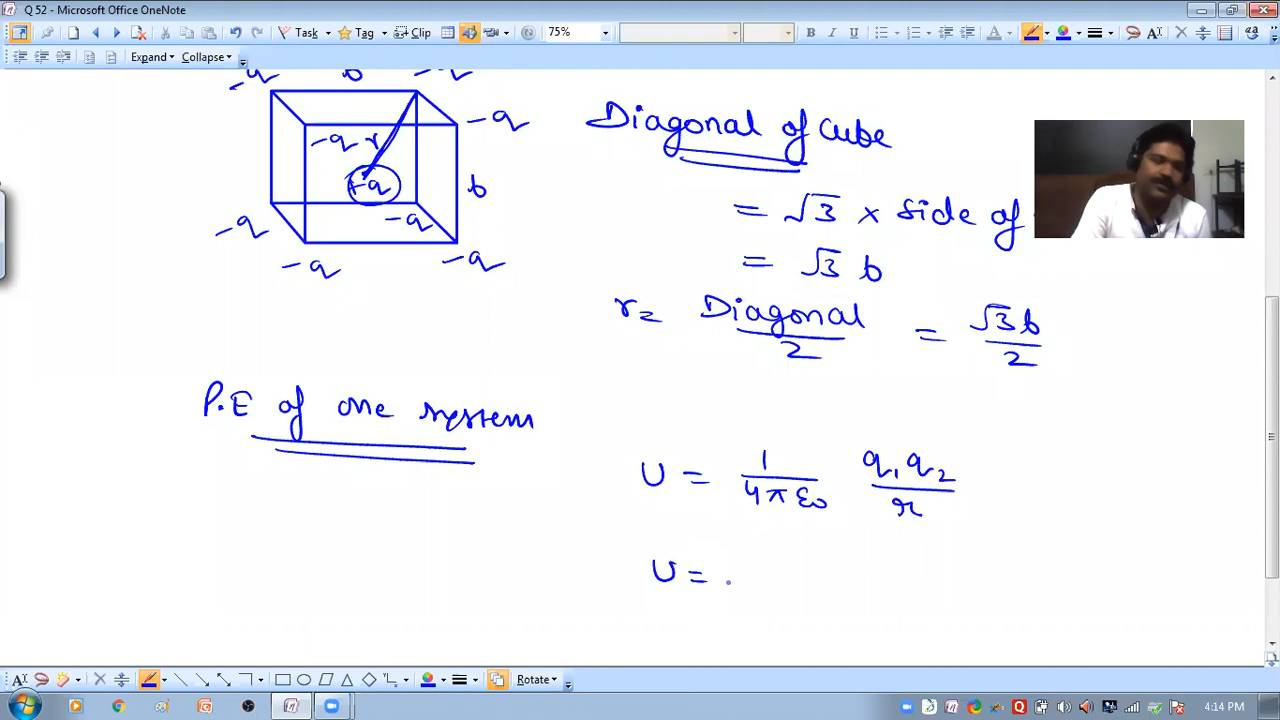 Q 52 - Microsoft Office OneNote
Task Tag Clip 75% B I U
Expand Collapse
-q b -q
-q
-q r
+q
b
-q
-q
-q
-q
Diagonal of Cube
= √3 × side of
= √3 b
r = Diagonal/2 = √3b/2
P.E of one system
U = 1/4πε0 q1q2/r
U =
Rotate
4:14 PM